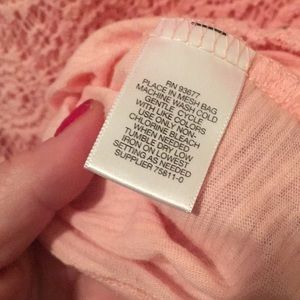 RN 93677
PLACE IN MESH BAG
MACHINE WASH COLD
GENTLE CYCLE
WITH LIKE COLORS
USE ONLY NON-
CHLORINE BLEACH
WHEN NEEDED
TUMBLE DRY LOW
IRON ON LOWEST
SETTING AS NEEDED
SUPPLIER 75811-0